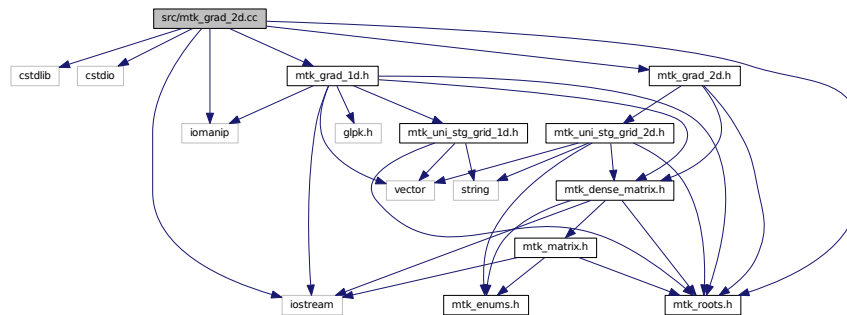 src/mtk_grad_2d.cc
cstdlib
cstdio
mtk_grad_1d.h
mtk_grad_2d.h
iomanip
glpk.h
mtk_uni_stg_grid_1d.h
mtk_uni_stg_grid_2d.h
vector
string
mtk_dense_matrix.h
mtk_matrix.h
iostream
mtk_enums.h
mtk_roots.h